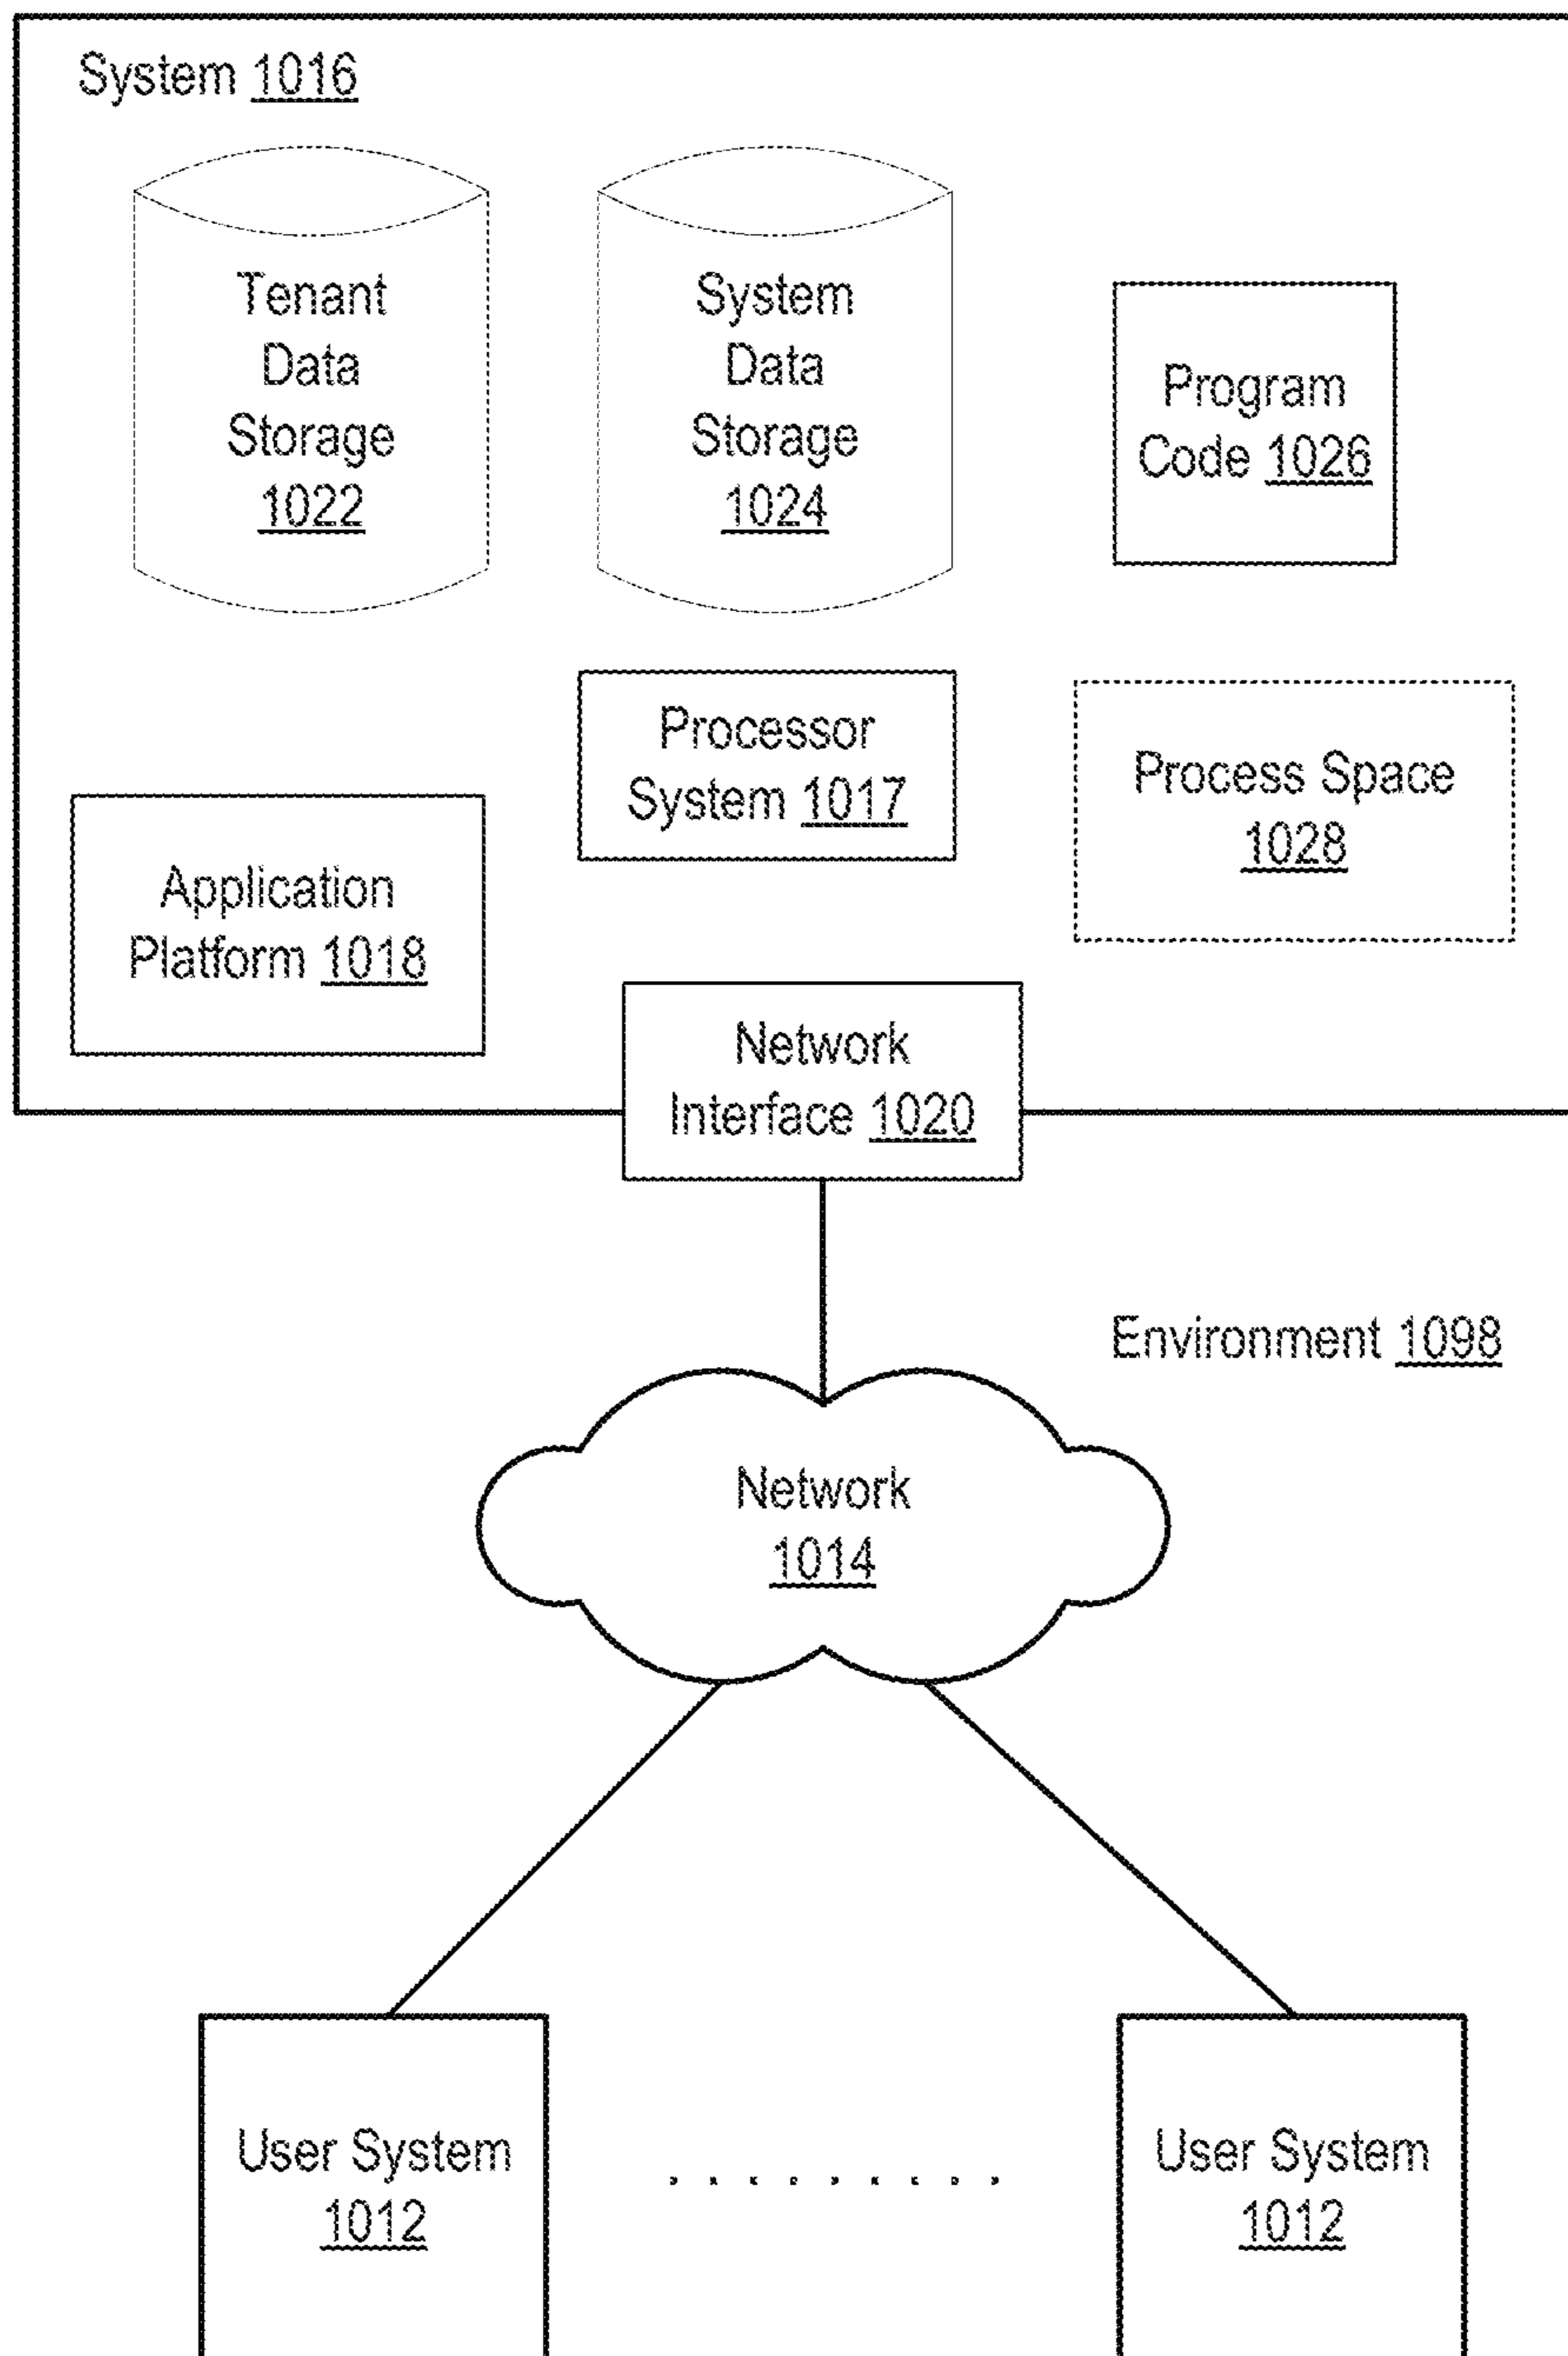 System 1016
Tenant
Data
Storage
1022
System
Data
Storage
1024
Program
Code 1026
Processor
System 1017
Process Space
1028
Application
Platform 1018
Network
Interface 1020
Environment 1098
Network
1014
User System
1012
User System
1012